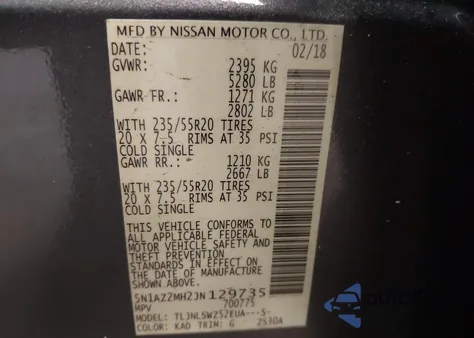 MFD BY NISSAN MOTOR CO., LTD.
DATE: 02/18
GVWR: 2395 KG
5280 LB
GAWR FR.: 1271 KG
2802 LB
WITH 235/55R20 TIRES
20 X 7.5 RIMS AT 35 PSI
COLD SINGLE
GAWR RR.: 1210 KG
2667 LB
WITH 235/55R20 TIRES
20 X 7.5 RIMS AT 35 PSI
COLD SINGLE
THIS VEHICLE CONFORMS TO
ALL APPLICABLE FEDERAL
MOTOR VEHICLE SAFETY AND
THEFT PREVENTION
STANDARDS IN EFFECT ON
THE DATE OF MANUFACTURE
SHOWN ABOVE.
5N1AZ2MH2JN129735
MPV 700775
MODEL: TLJNLSWZ52EUA---S-
COLOR: KAD TRIM: G 2530A